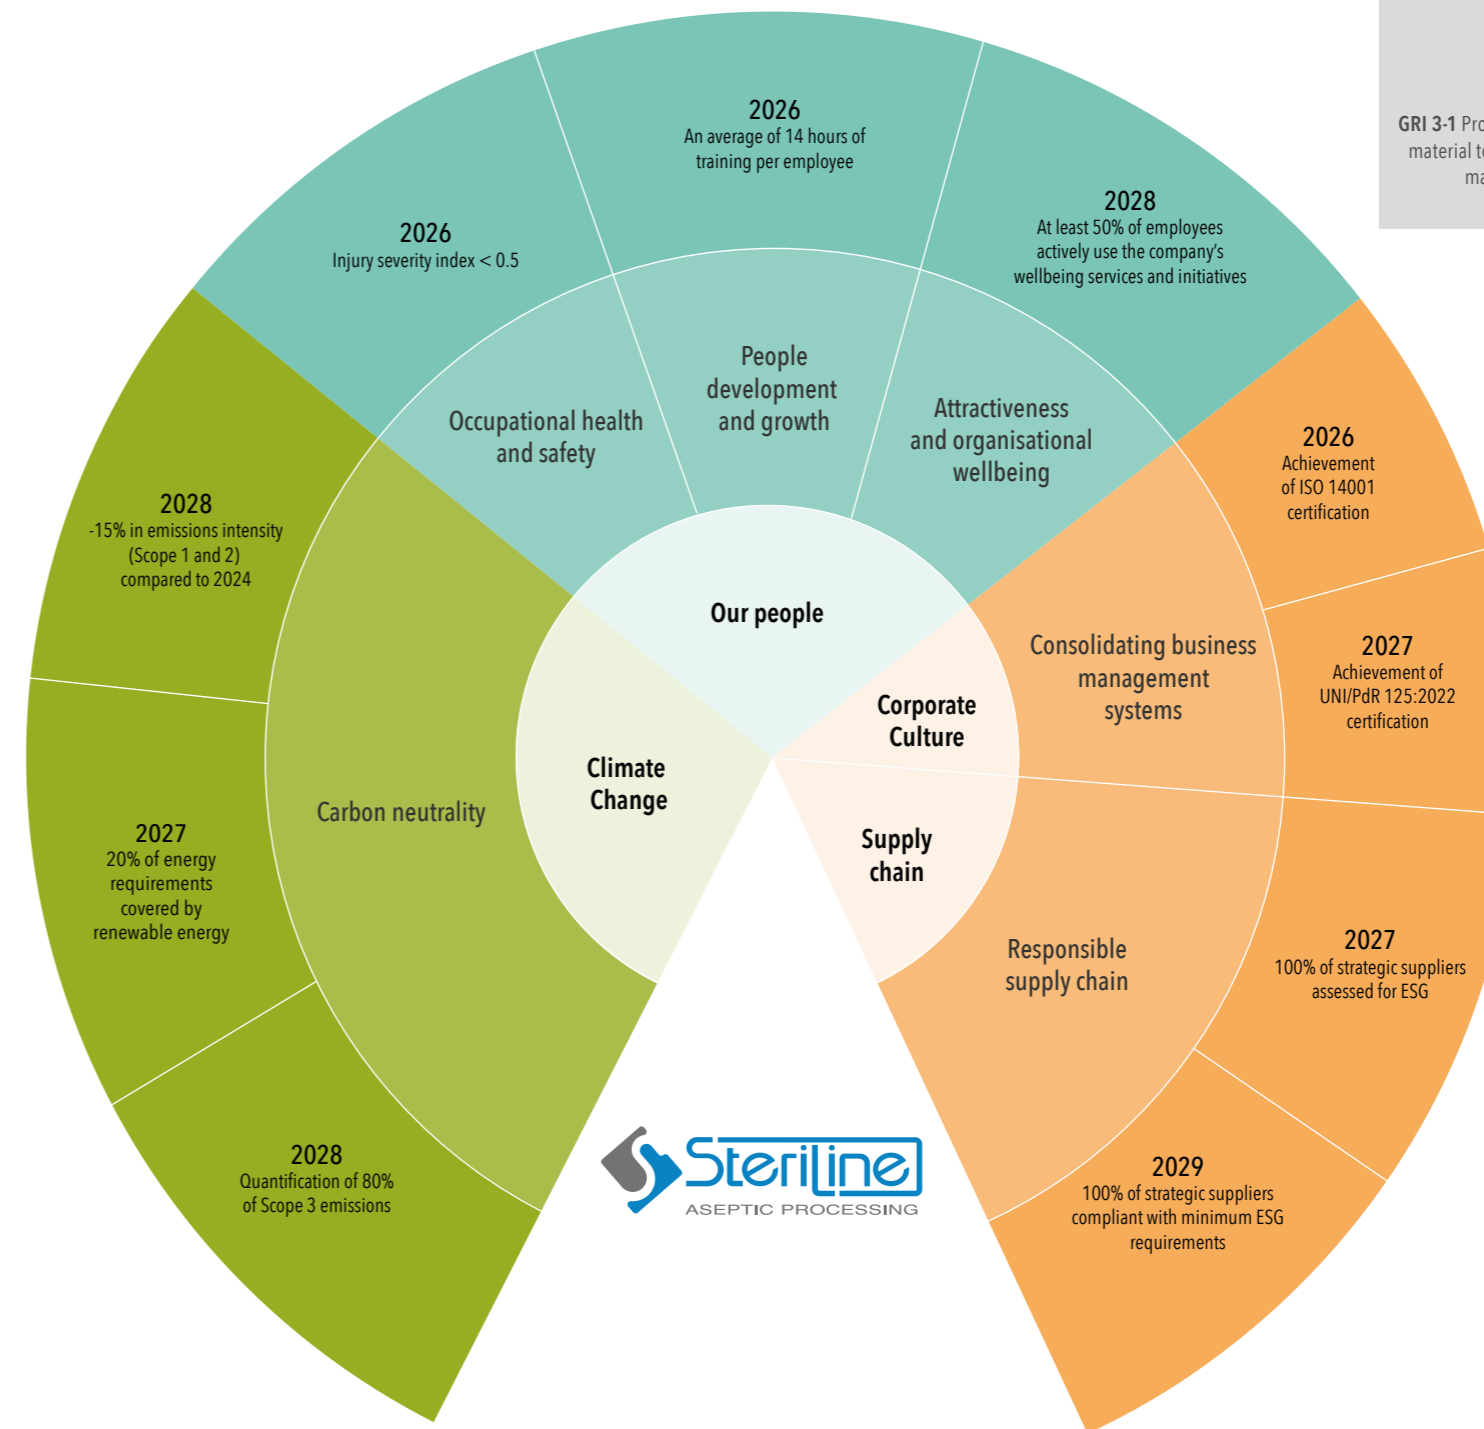 2026
An average of 14 hours of
training per employee
2026
Injury severity index < 0.5
2028
At least 50% of employees
actively use the company's
wellbeing services and initiatives
GRI 3-1
material
People
development
and growth
Occupational health
and safety
Attractiveness
and organisational
wellbeing
2028
-15% in emissions intensity
(Scope 1 and 2)
compared to 2024
2026
Achievement
of ISO 14001
certification
Our people
Consolidating business
management
systems
2027
Achievement of
UNI/PdR 125:2022
certification
Corporate
Culture
Climate
Change
Carbon neutrality
2027
20% of energy
requirements
covered by
renewable energy
Supply
chain
Responsible
supply chain
2027
100% of strategic suppliers
assessed for ESG
2028
Quantification of 80%
of Scope 3 emissions
SteriLine
ASEPTIC PROCESSING
2029
100% of strategic suppliers
compliant with minimum ESG
requirements